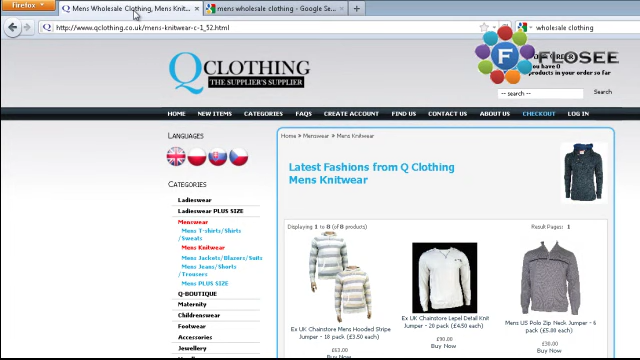 Firefox
Mens Wholesale Clothing, Mens Knit...
mens wholesale clothing - Google Se...
http://www.qclothing.co.uk/mens-knitwear-c-1_52.html
wholesale clothing
QCLOTHING
THE SUPPLIER'S SUPPLIER
F FLOSEE
products in your order so far
-- search --
Search
HOME NEW ITEMS CATEGORIES FAQS CREATE ACCOUNT FIND US CONTACT US ABOUT US CHECKOUT LOG IN
LANGUAGES
Home » Menswear » Mens Knitwear
Latest Fashions from Q Clothing
Mens Knitwear
CATEGORIES
Ladieswear
Ladieswear PLUS SIZE
Menswear
Mens T-shirts/Shirts
/Sweats
Mens Knitwear
Mens Jackets/Blazers/Suits
Mens Jeans/Shorts
/Trousers
Mens PLUS SIZE
Q-BOUTIQUE
Maternity
Childrenswear
Footwear
Accessories
Jewellery
Displaying 1 to 8 (of 8 products)
Result Pages: 1
Ex UK Chainstore Mens Hooded Stripe
Jumper - 18 pack (£3.50 each)
£63.00
Buy Now
Ex UK Chainstore Lepel Detail Knit
Jumper - 20 pack (£4.50 each)
£90.00
Buy Now
Mens US Polo Zip Neck Jumper - 6
pack (£5.00 each)
£30.00
Buy Now